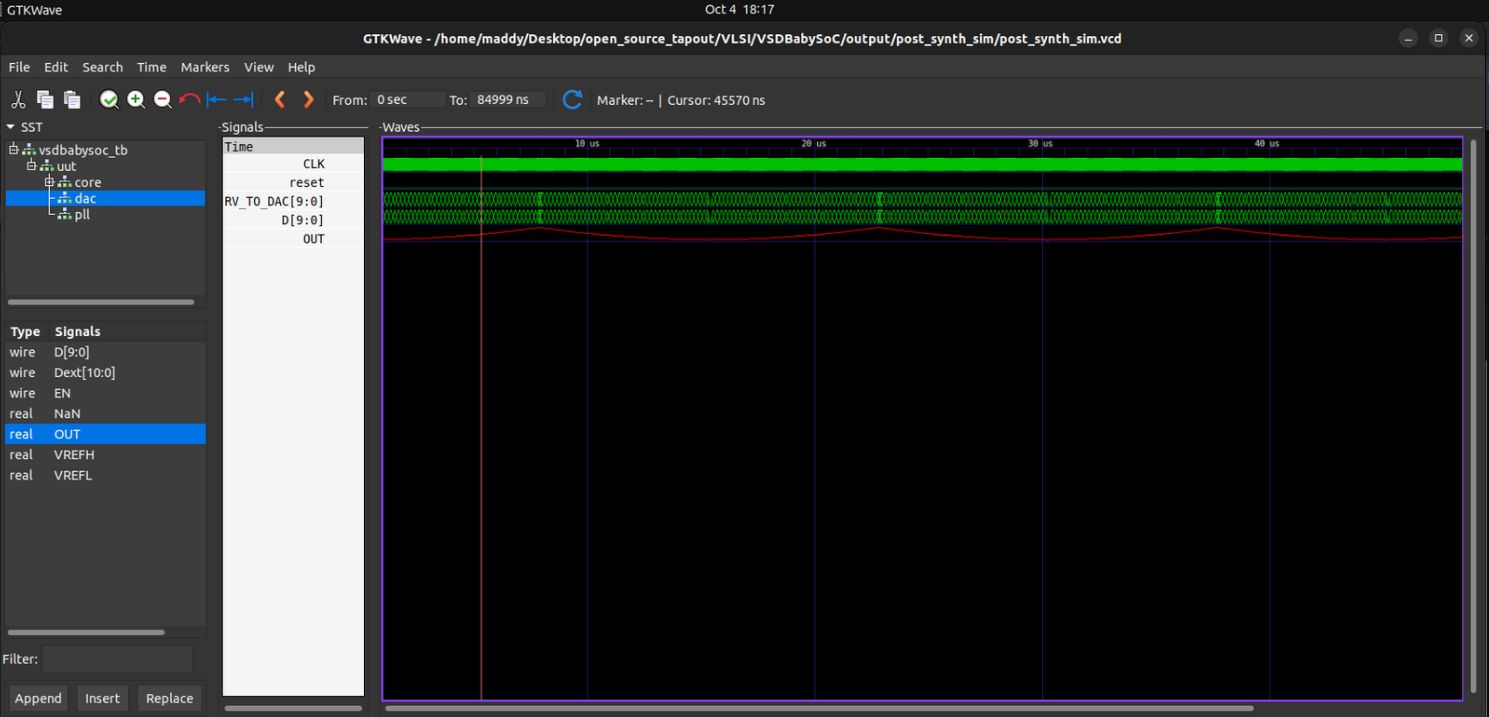 GTKWave
Oct 4 18:17
GTKWave - /home/maddy/Desktop/open_source_tapout/VLSI/VSDBabySoC/output/post_synth_sim/post_synth_sim.vcd
File Edit Search Time Markers View Help
From: 0 sec To: 84999 ns Marker: -- | Cursor: 45570 ns
SST
vsdbabysoc_tb
uut
core
dac
pll
Type Signals
wire D[9:0]
wire Dext[10:0]
wire EN
real NaN
real OUT
real VREFH
real VREFL
Filter:
Append Insert Replace
Signals
Time
CLK
reset
RV_TO_DAC[9:0]
D[9:0]
OUT
Waves
10 us 20 us 30 us 40 us